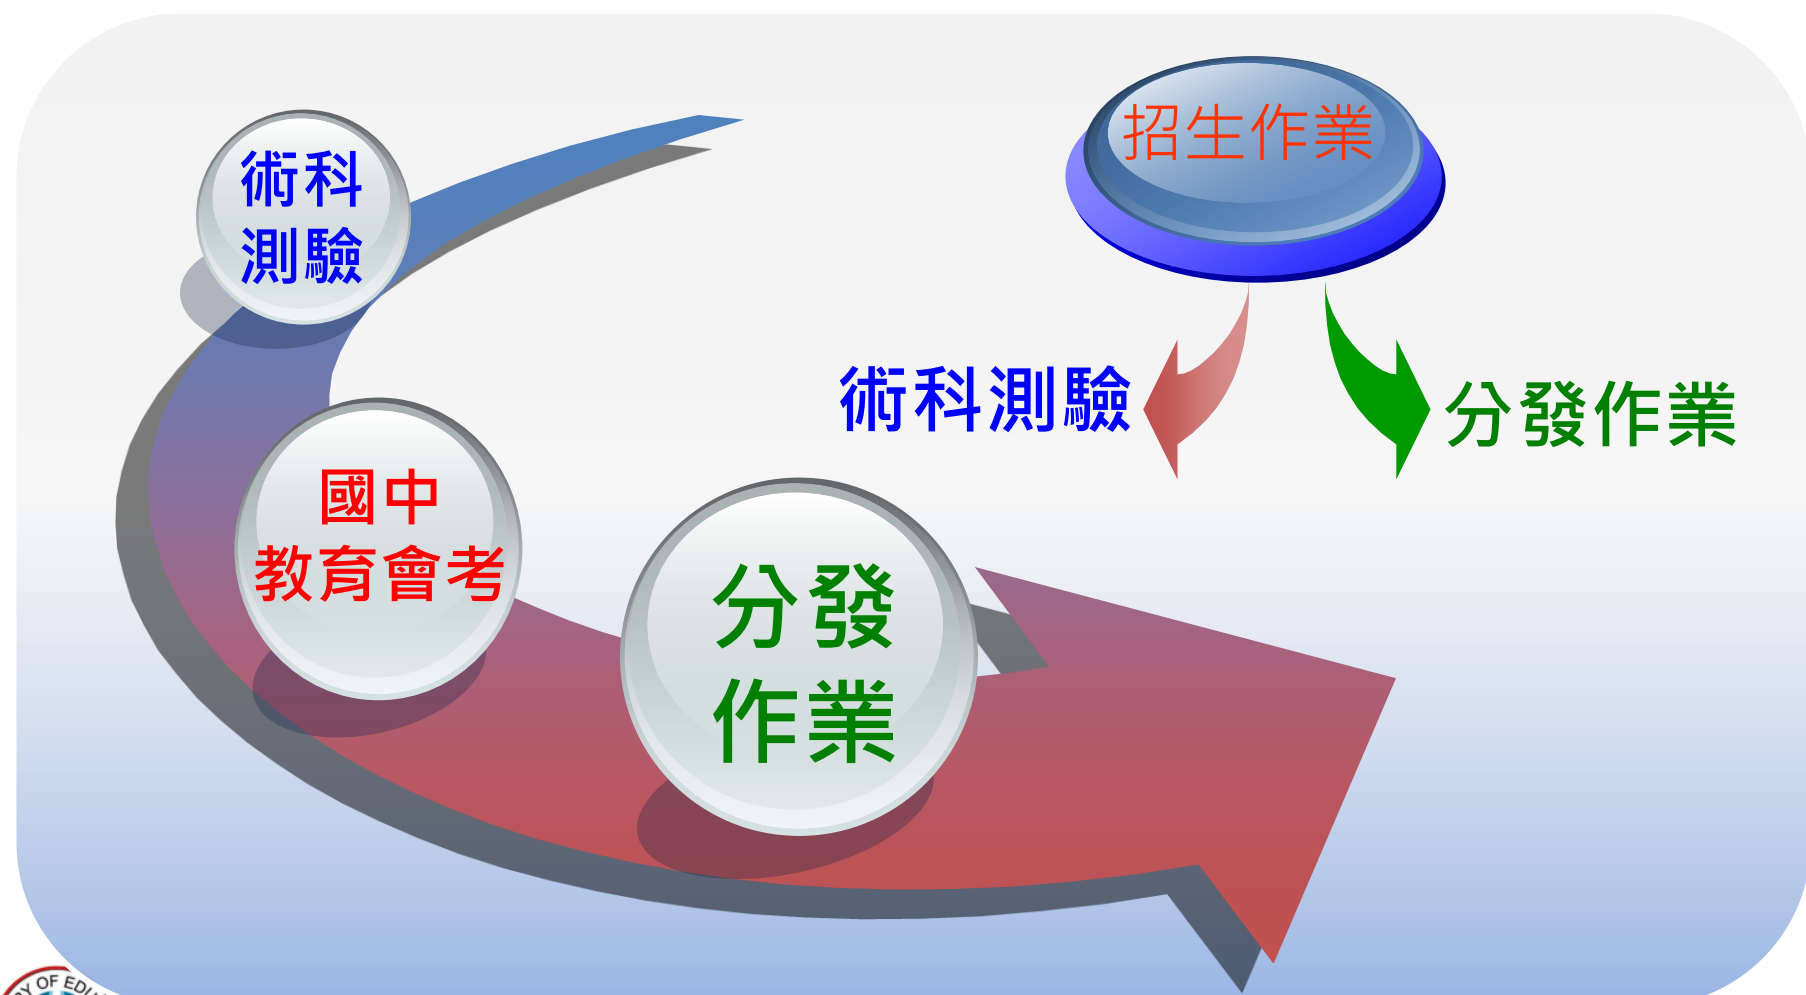 術科
測驗
國中
教育會考
分發
作業
招生作業
術科測驗
分發作業
OF